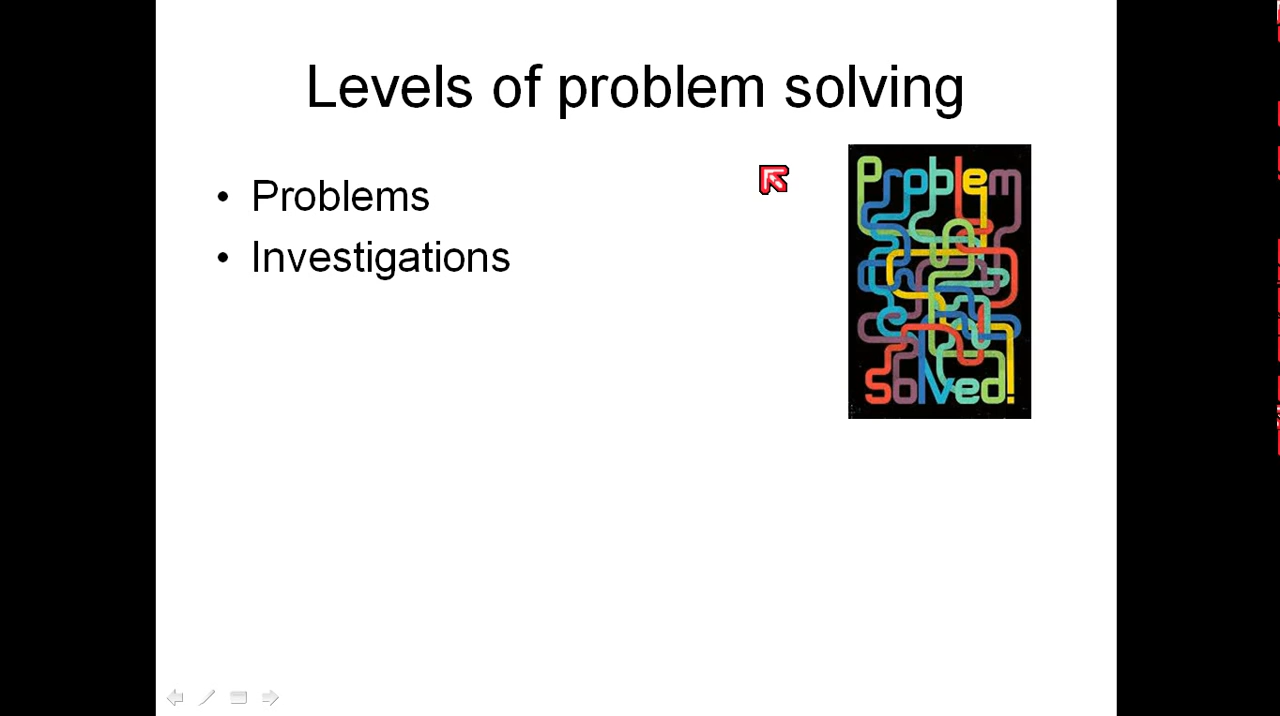 Levels of problem solving
• Problems
• Investigations
Problem
solved!